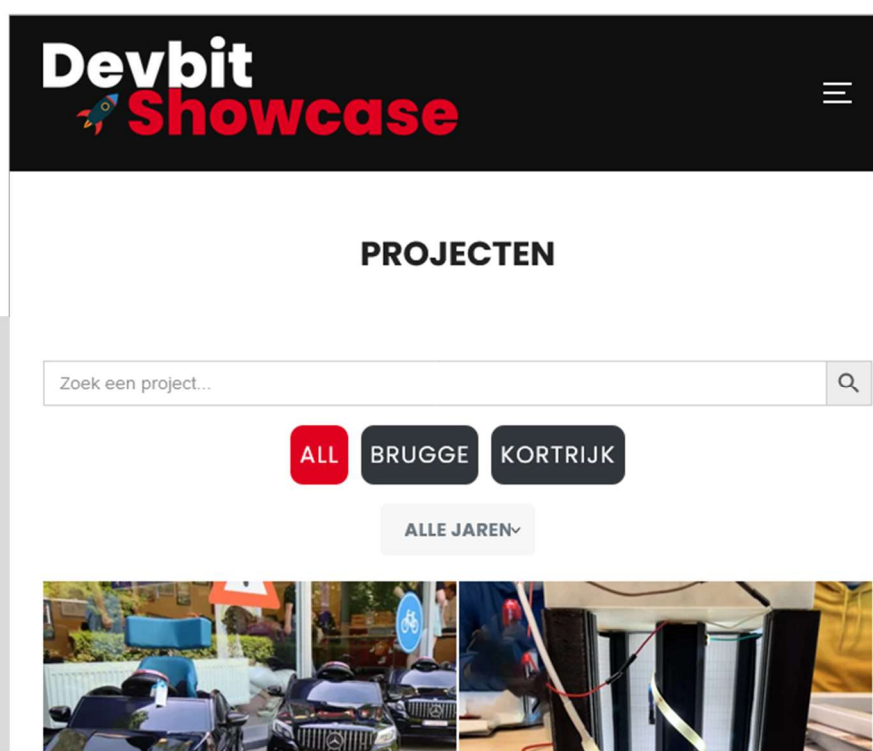 Devbit
Showcase
PROJECTEN
Zoek een project...
ALL BRUGGE KORTRIJK
ALLE JAREN